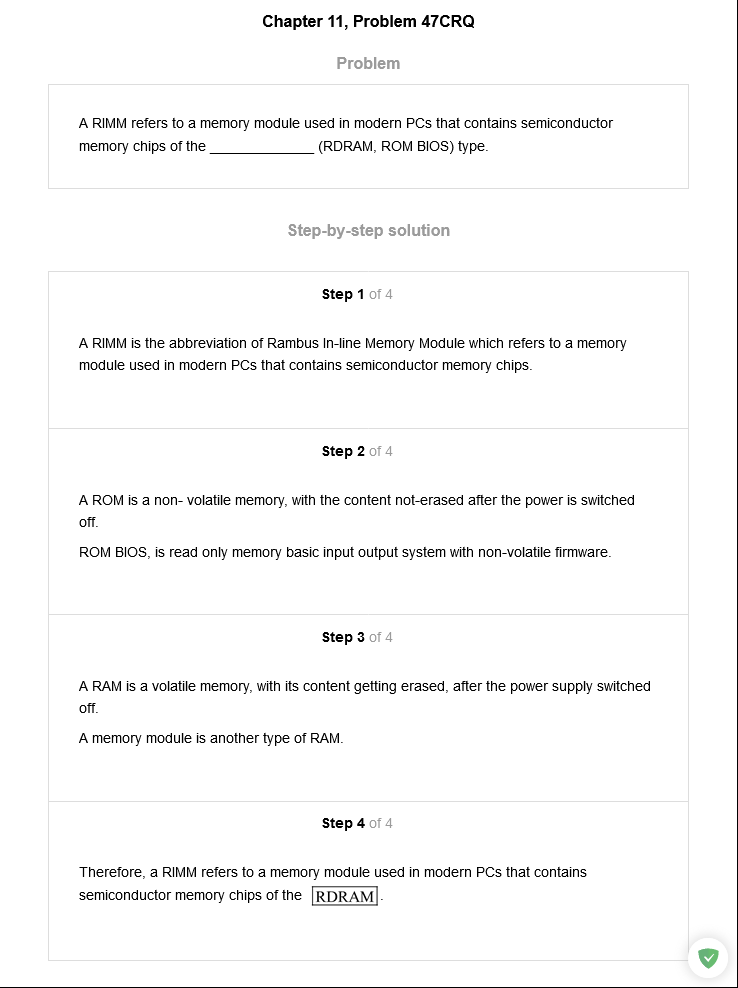 Chapter 11, Problem 47CRQ
Problem
A RIMM refers to a memory module used in modern PCs that contains semiconductor
memory chips of the _____________ (RDRAM, ROM BIOS) type.
Step-by-step solution
Step 1 of 4
A RIMM is the abbreviation of Rambus In-line Memory Module which refers to a memory
module used in modern PCs that contains semiconductor memory chips.
Step 2 of 4
A ROM is a non- volatile memory, with the content not-erased after the power is switched
off.
ROM BIOS, is read only memory basic input output system with non-volatile firmware.
Step 3 of 4
A RAM is a volatile memory, with its content getting erased, after the power supply switched
off.
A memory module is another type of RAM.
Step 4 of 4
Therefore, a RIMM refers to a memory module used in modern PCs that contains
semiconductor memory chips of the RDRAM.